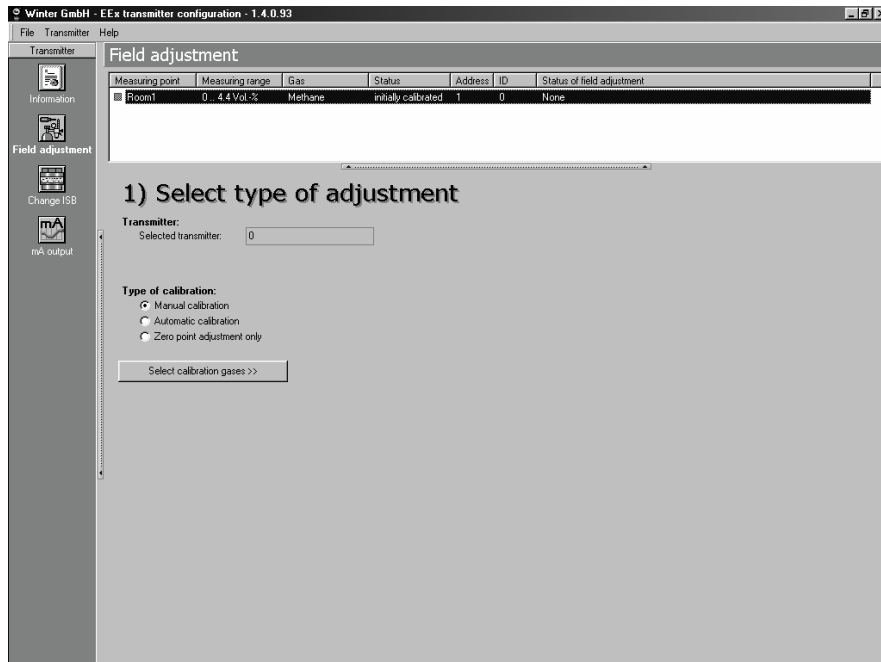 Winter GmbH - EEx transmitter configuration - 1.4.0.93
File Transmitter Help
Transmitter
Information
Field adjustment
Change ISB
mA
mA output
Field adjustment
Measuring point Measuring range Gas Status Address ID Status of field adjustment
Room1 0 .. 4.4 Vol.-% Methane initially calibrated 1 0 None
1) Select type of adjustment
Transmitter:
Selected transmitter: 0
Type of calibration:
Manual calibration
Automatic calibration
Zero point adjustment only
Select calibration gases >>